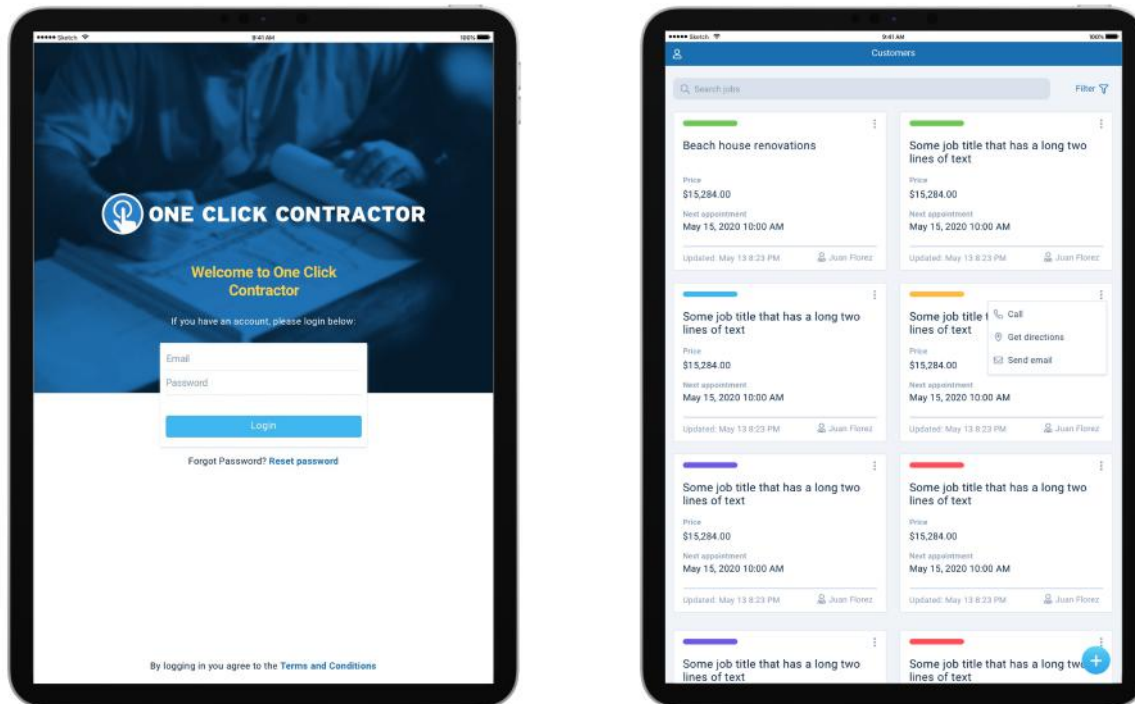 Sketch
9:41 AM
100%
ONE CLICK CONTRACTOR
Welcome to One Click
Contractor
If you have an account, please login below:
Email
Password
Login
Forgot Password? Reset password
By logging in you agree to the Terms and Conditions
Sketch
9:41 AM
100%
Customers
Search jobs
Filter
Beach house renovations
Price
$15,284.00
Next appointment
May 15, 2020 10:00 AM
Updated: May 13 8:23 PM
Juan Florez
Some job title that has a long two
lines of text
Price
$15,284.00
Next appointment
May 15, 2020 10:00 AM
Updated: May 13 8:23 PM
Juan Florez
Some job title that has a long two
lines of text
Price
$15,284.00
Next appointment
May 15, 2020 10:00 AM
Updated: May 13 8:23 PM
Juan Florez
Some job title t
lines of text
Price
$15,284.00
Next appointment
May 15, 2020 10:00 AM
Updated: May 13 8:23 PM
Juan Florez
Call
Get directions
Send email
Some job title that has a long two
lines of text
Price
$15,284.00
Next appointment
May 15, 2020 10:00 AM
Updated: May 13 8:23 PM
Juan Florez
Some job title that has a long two
lines of text
Price
$15,284.00
Next appointment
May 15, 2020 10:00 AM
Updated: May 13 8:23 PM
Juan Florez
Some job title that has a long two
lines of text
Some job title that has a long tw
lines of text